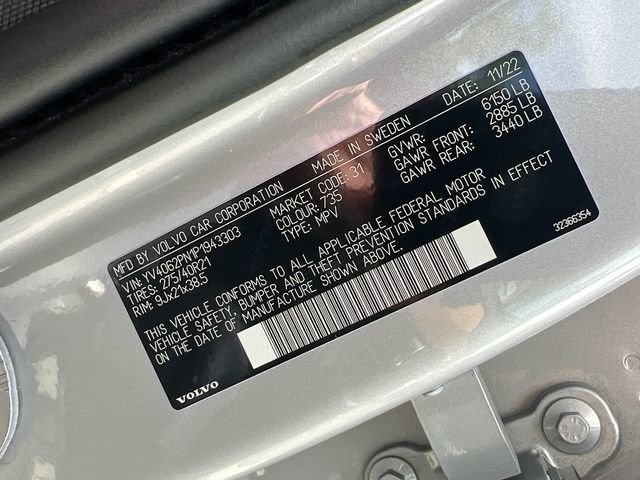 MFD BY VOLVO CAR CORPORATION MADE IN SWEDEN DATE: 11/22
VIN: YV4062PN1P1943303 MARKET CODE: 31 GVWR: 6150 LB
TIRES: 275/40R21 COLOUR: 735 GAWR FRONT: 2885 LB
RIM: 9Jx21x38.5 TYPE: MPV GAWR REAR: 3440 LB
THIS VEHICLE CONFORMS TO ALL APPLICABLE FEDERAL MOTOR
VEHICLE SAFETY, BUMPER AND THEFT PREVENTION STANDARDS IN EFFECT
ON THE DATE OF MANUFACTURE SHOWN ABOVE.
32366354
VOLVO